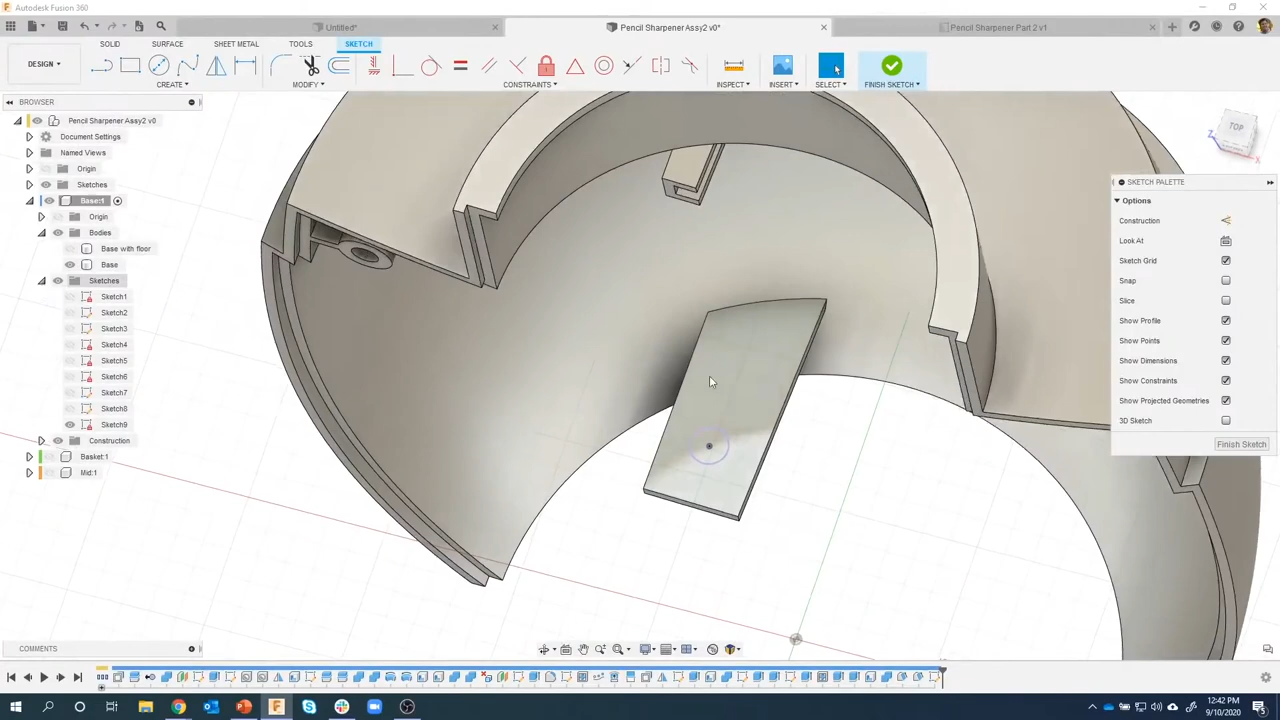 Autodesk Fusion 360
Untitled*
Pencil Sharpener Assy2 v0*
Pencil Sharpener Part 2 v1
SOLID
SURFACE
SHEET METAL
TOOLS
SKETCH
DESIGN
CREATE
MODIFY
CONSTRAINTS
INSPECT
INSERT
SELECT
FINISH SKETCH
BROWSER
Pencil Sharpener Assy2 v0
Document Settings
Named Views
Origin
Sketches
Base:1
Origin
Bodies
Base with floor
Base
Sketches
Sketch1
Sketch2
Sketch3
Sketch4
Sketch5
Sketch6
Sketch7
Sketch8
Sketch9
Construction
Basket:1
Mid:1
TOP
Z
X
SKETCH PALETTE
Options
Construction
Look At
Sketch Grid
Snap
Slice
Show Profile
Show Points
Show Dimensions
Show Constraints
Show Projected Geometries
3D Sketch
Finish Sketch
COMMENTS
12:42 PM
9/10/2020
5